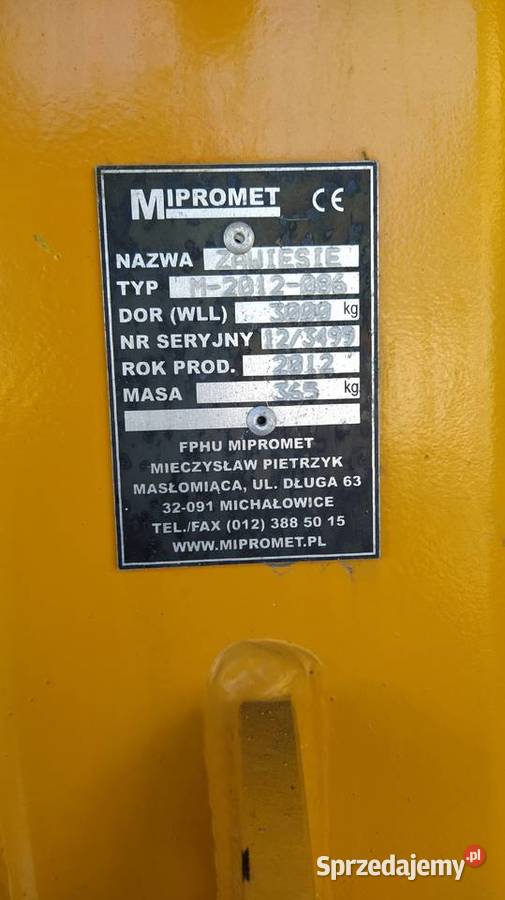 MIPROMET CE
NAZWA ZAWIESIE
TYP M-2012-086
DOR (WLL) 3000 kg
NR SERYJNY 12/3499
ROK PROD. 2012
MASA 365 kg
FPHU MIPROMET
MIECZYSŁAW PIETRZYK
MASŁOMIĄCA, UL. DŁUGA 63
32-091 MICHAŁOWICE
TEL./FAX (012) 388 50 15
WWW.MIPROMET.PL
Sprzedajemy.pl